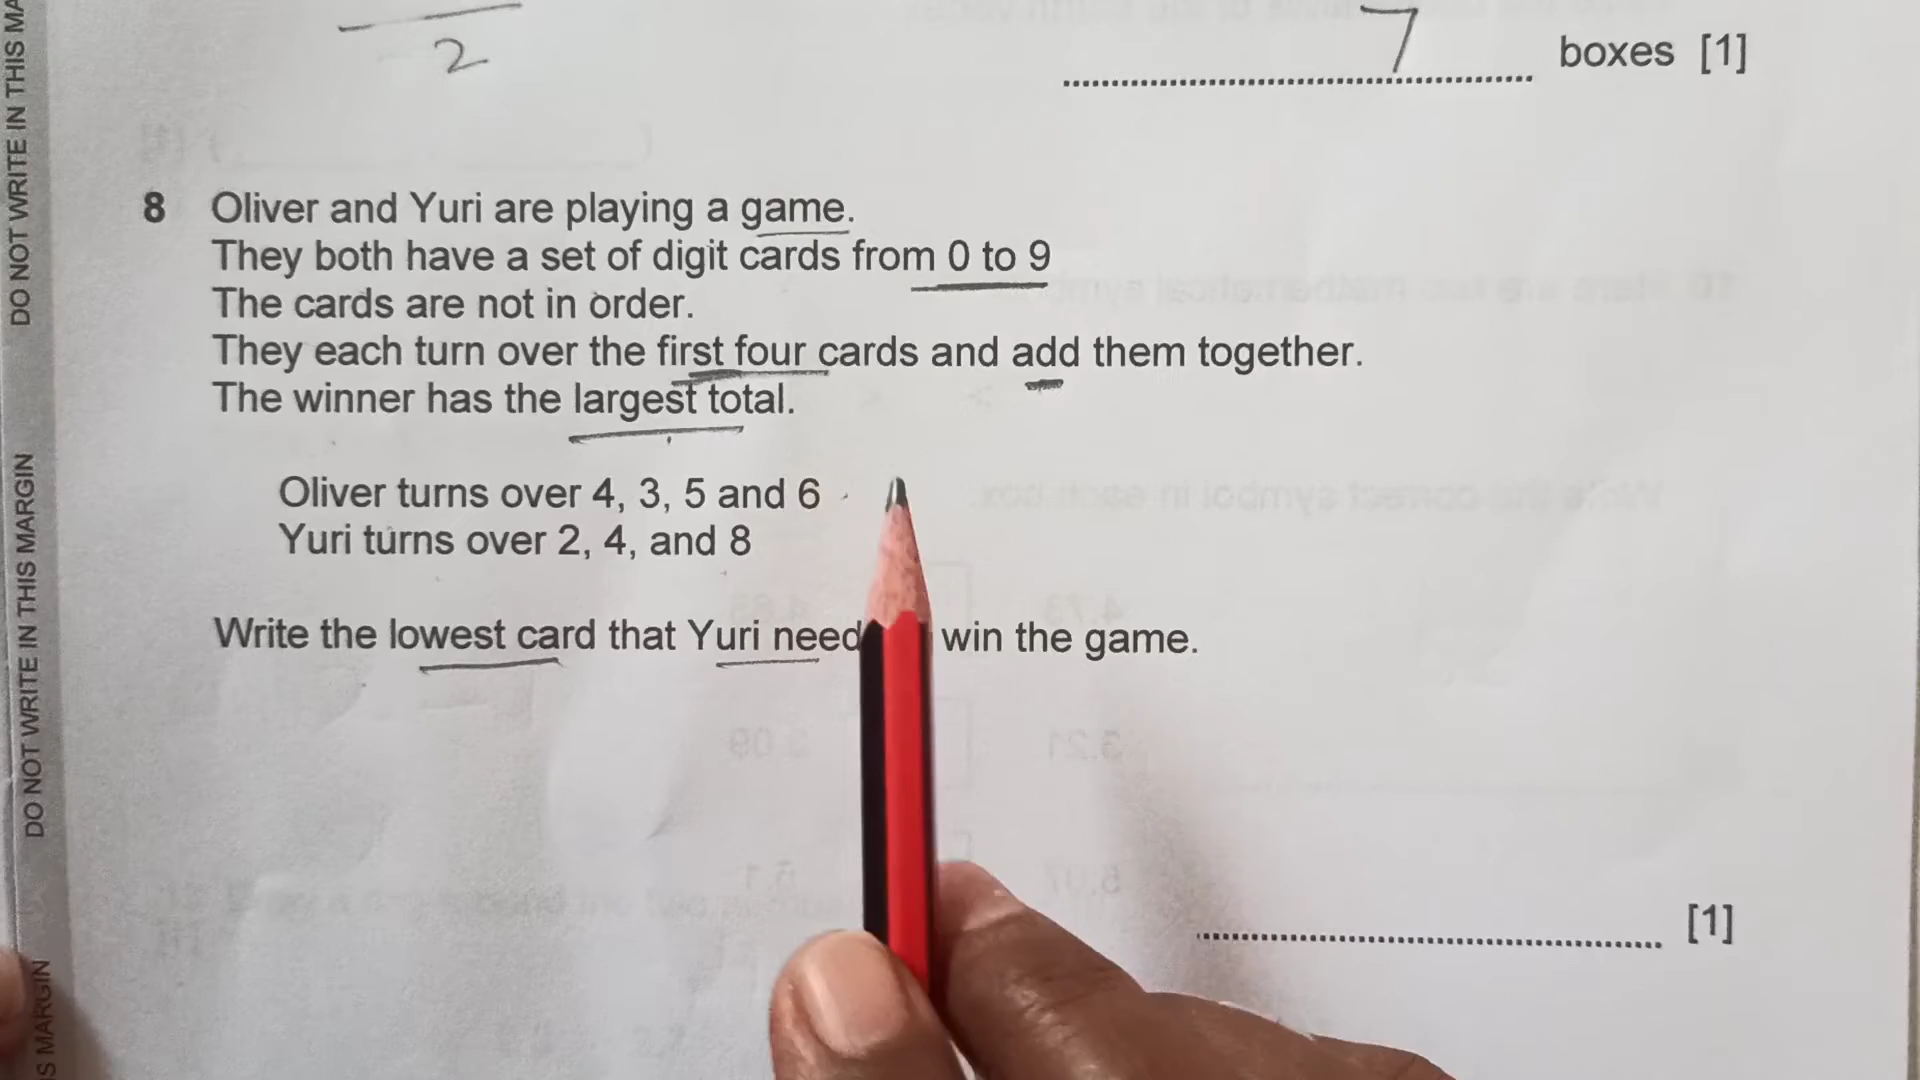 2
7
boxes [1]
8 Oliver and Yuri are playing a game.
They both have a set of digit cards from 0 to 9
The cards are not in order.
They each turn over the first four cards and add them together.
The winner has the largest total.
Oliver turns over 4, 3, 5 and 6
Yuri turns over 2, 4, and 8
Write the lowest card that Yuri need win the game.
[1]
DO NOT WRITE IN THIS MA
DO NOT WRITE IN THIS MARGIN
IS MARGIN